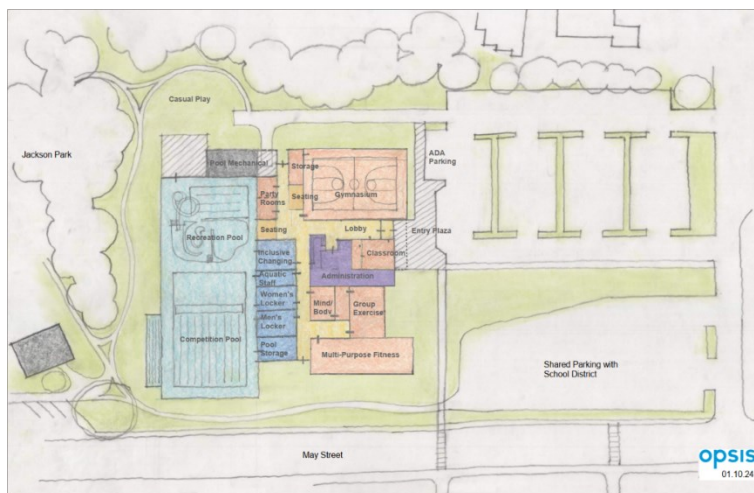 Casual Play
Jackson Park
Pool Mechanical
Storage
ADA
Parking
Party
Rooms
Seating
Gymnasium
Recreation Pool
Seating
Lobby
Entry Plaza
Inclusive
Changing
Classroom
Aquatic
Staff
Administration
Women's
Locker
Mind/
Body
Group
Exercise
Men's
Locker
Competition Pool
Pool
Storage
Multi-Purpose Fitness
Shared Parking with
School District
May Street
opsis
01.10.24